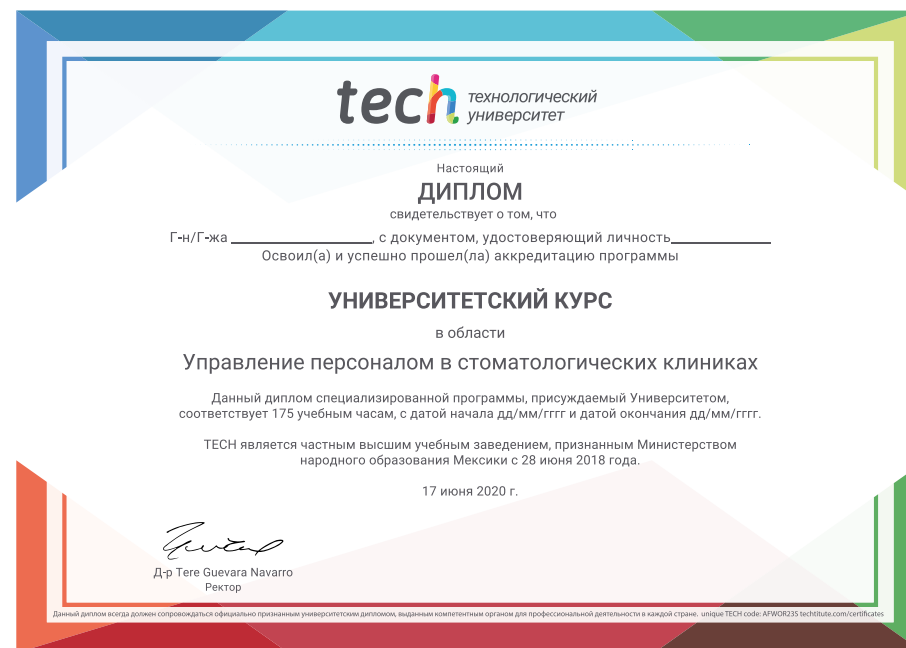 tech технологический
университет
Настоящий
ДИПЛОМ
свидетельствует о том, что
Г-н/Г-жа ____________________, с документом, удостоверяющий личность______________
Освоил(а) и успешно прошел(ла) аккредитацию программы
УНИВЕРСИТЕТСКИЙ КУРС
в области
Управление персоналом в стоматологических клиниках
Данный диплом специализированной программы, присуждаемый Университетом,
соответствует 175 учебным часам, с датой начала дд/мм/гггг и датой окончания дд/мм/гггг.
TECH является частным высшим учебным заведением, признанным Министерством
народного образования Мексики с 28 июня 2018 года.
17 июня 2020 г.
Д-р Tere Guevara Navarro
Ректор
Данный диплом всегда должен сопровождаться официально признанным университетским дипломом, выданным компетентным органом для профессиональной деятельности в каждой стране. unique TECH code: AFWOR23S techtitute.com/certificates